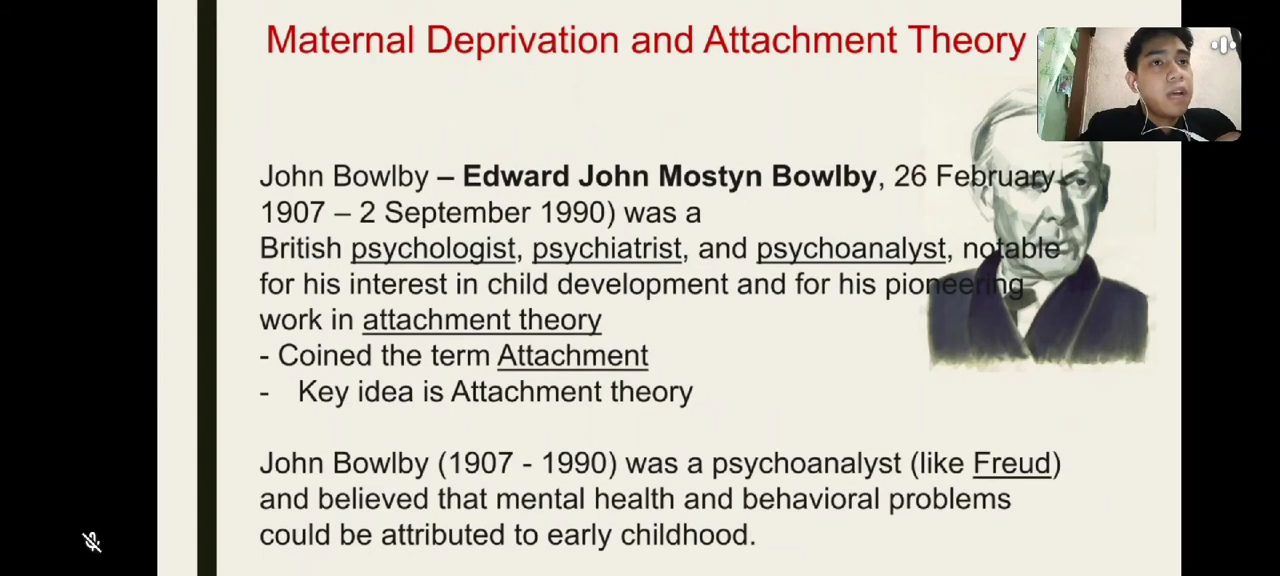 Maternal Deprivation and Attachment Theory
John Bowlby – Edward John Mostyn Bowlby, 26 February
1907 – 2 September 1990) was a
British psychologist, psychiatrist, and psychoanalyst, notable
for his interest in child development and for his pioneering
work in attachment theory
- Coined the term Attachment
- Key idea is Attachment theory
John Bowlby (1907 - 1990) was a psychoanalyst (like Freud)
and believed that mental health and behavioral problems
could be attributed to early childhood.